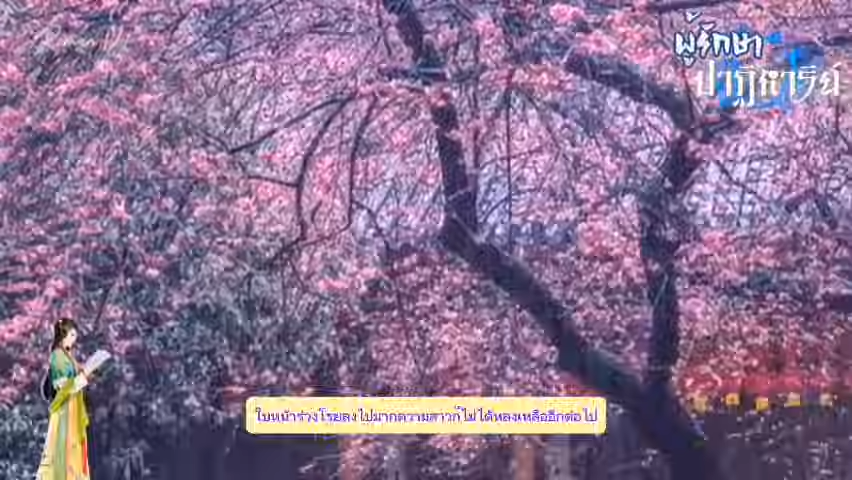 ผู้รักษา
ปาฏิหาริย์
ใบหน้าร่วงโรยลงไปมากความสาวก็ไม่ได้หลงเหลืออีกต่อไป